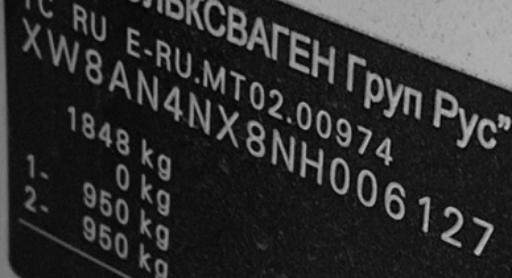 ОЛЬКСВАГЕН Груп Рус”
ТС RU E-RU.MT02.00974
XW8AN4NX8NH006127
1848 kg
0 kg
1- 950 kg
2- 950 kg